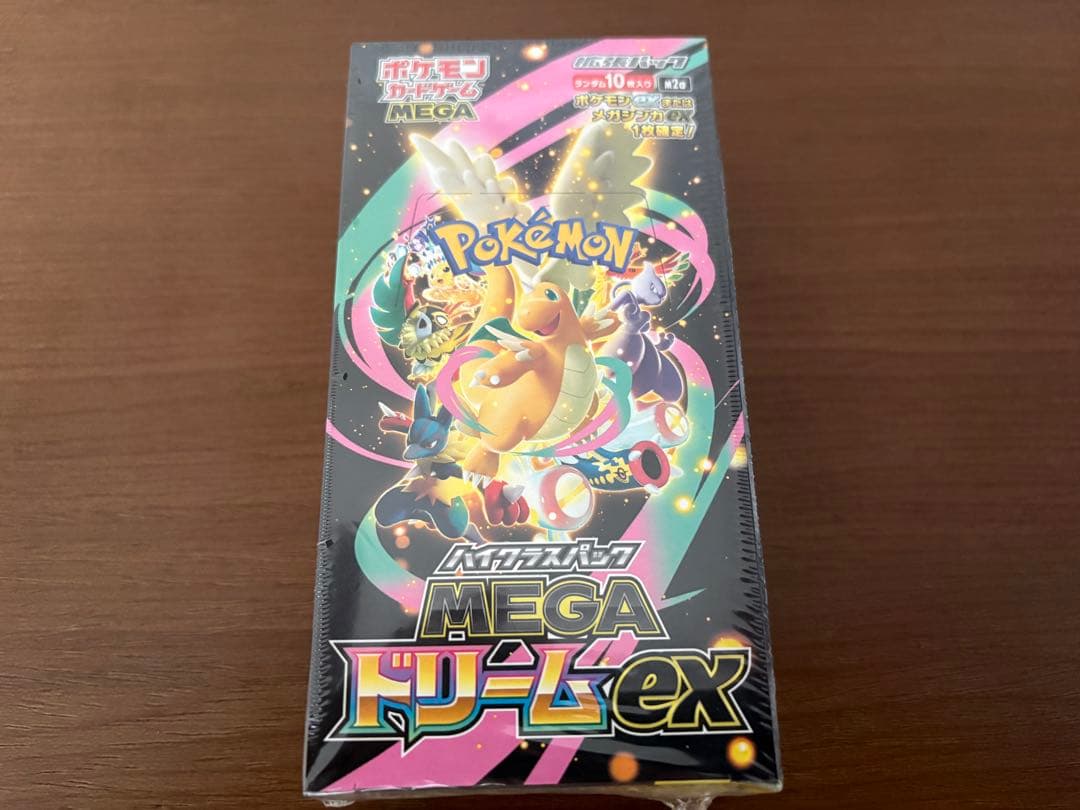 ポケモン
カードゲーム
MEGA
拡張パック
ランダム10枚入り M2a
ポケモンexまたは
メガシンカex
1枚確定!
POKéMON
ハイクラスパック
MEGA
ドリームex